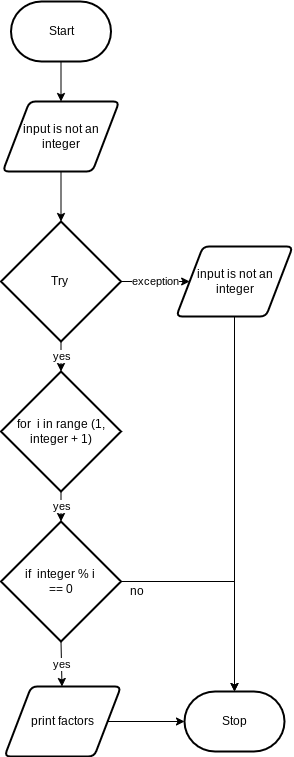 Start
input is not an
integer
Try
exception
input is not an
integer
yes
for i in range (1,
integer + 1)
yes
if integer % i
== 0
no
yes
print factors
Stop